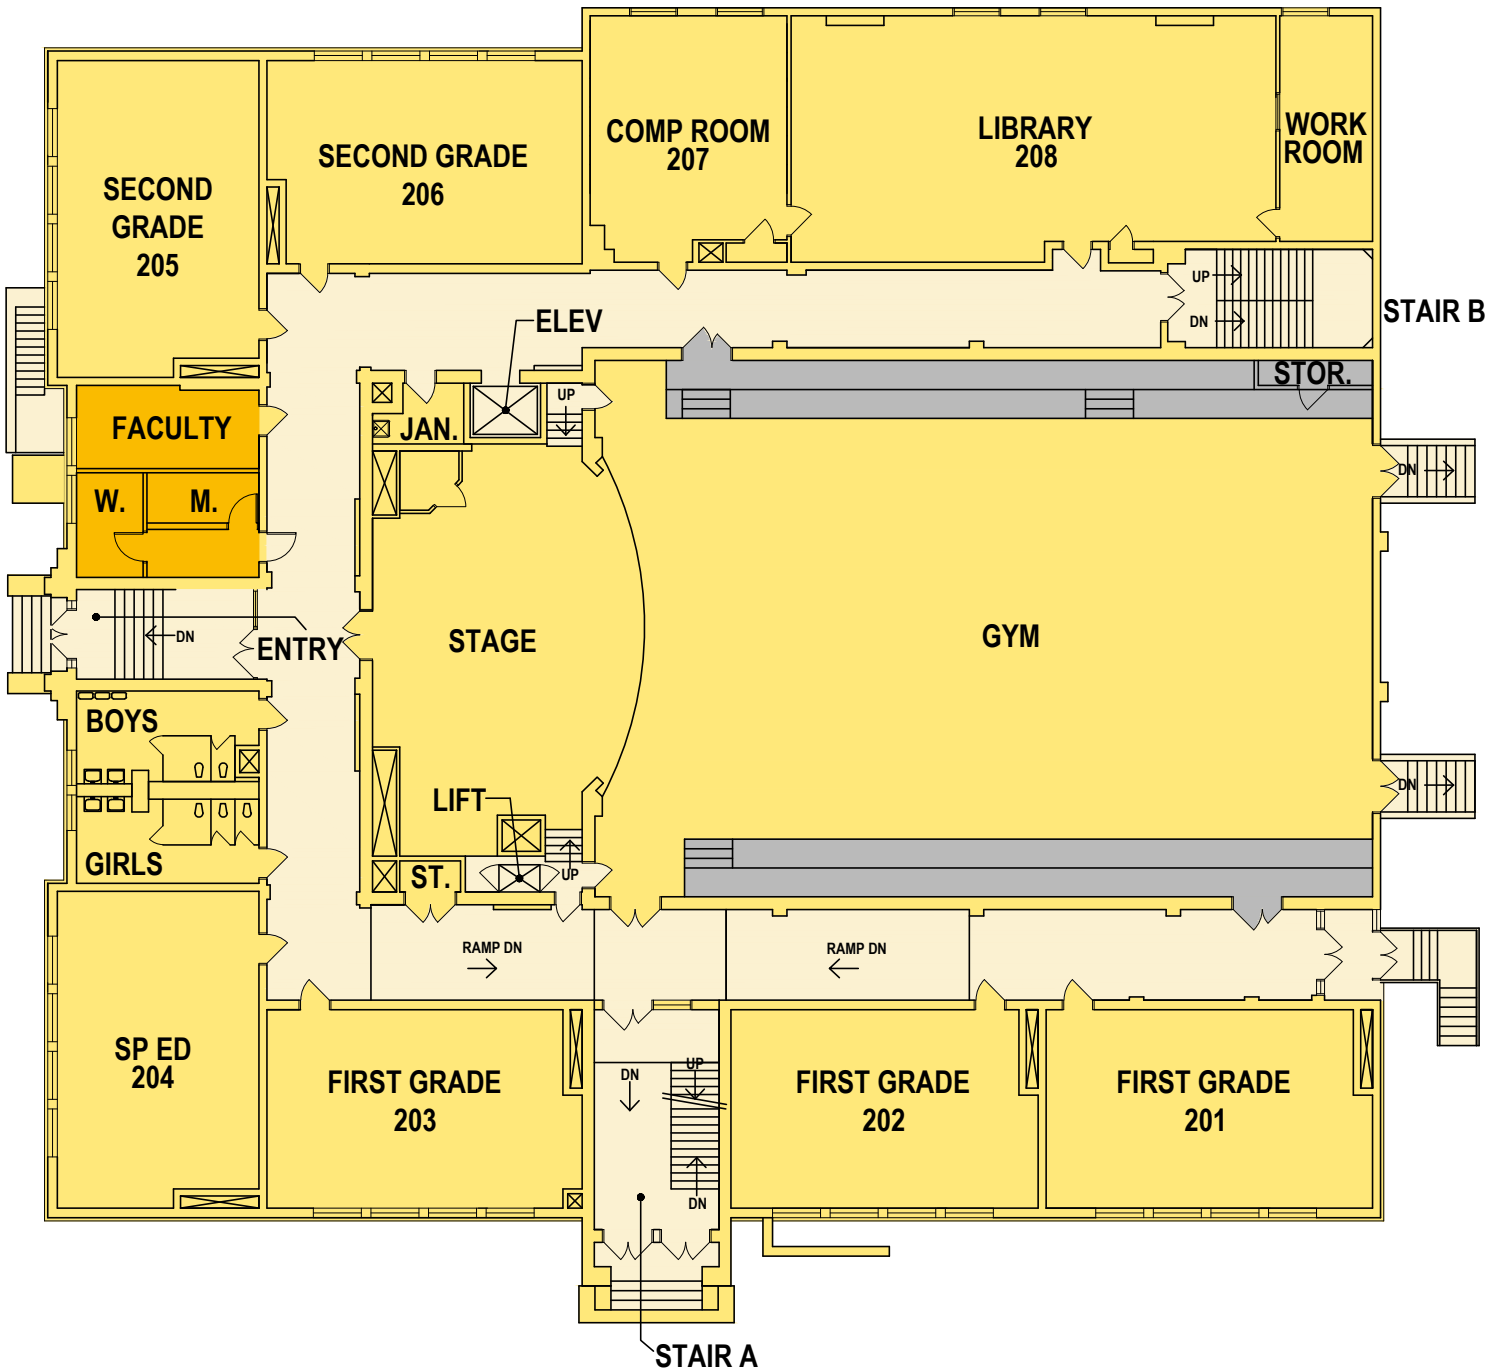 COMP ROOM
207
LIBRARY
208
WORK
ROOM
SECOND GRADE
206
SECOND
GRADE
205
UP
DN
STAIR B
ELEV
STOR.
UP
FACULTY
JAN.
W.
M.
DN
DN
ENTRY
STAGE
GYM
BOYS
DN
LIFT
GIRLS
ST.
UP
RAMP DN
RAMP DN
SP ED
204
FIRST GRADE
203
DN
UP
DN
FIRST GRADE
202
FIRST GRADE
201
STAIR A